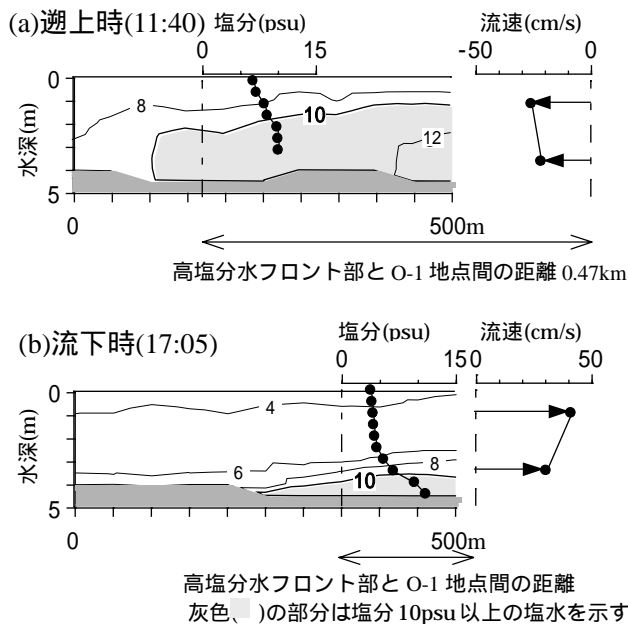 (a)遡上時(11:40)
塩分(psu)
0 15
流速(cm/s)
-50 0
水深(m)
0
5
8
10
12
0 500m
高塩分水フロント部と O-1 地点間の距離 0.47km
(b)流下時(17:05)
塩分(psu)
0 15
流速(cm/s)
0 50
水深(m)
0
5
4
6
8
10
0 500m
高塩分水フロント部と O-1 地点間の距離
灰色( )の部分は塩分 10psu 以上の塩水を示す